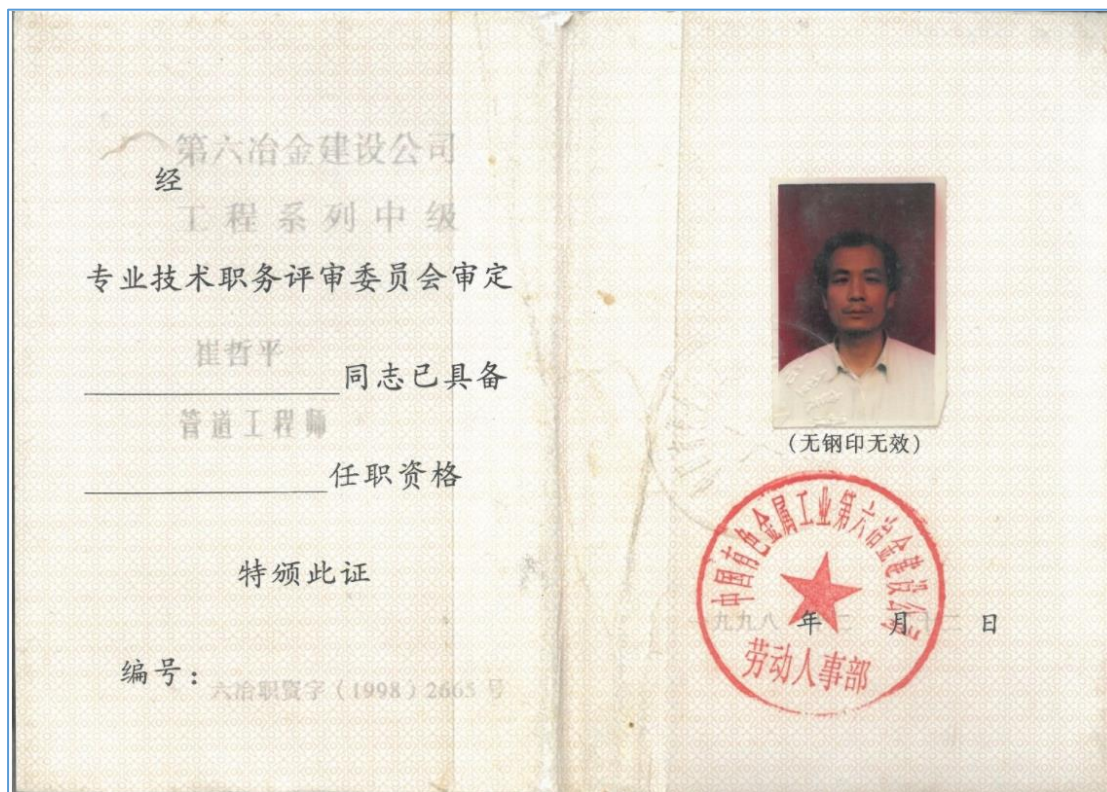 第六冶金建设公司
经
工程系列中级
专业技术职务评审委员会审定
崔哲平
同志已具备
管道工程师
任职资格
特颁此证
编号：
六冶职资字（1998）2665号
（无钢印无效）
中国有色金属工业第六冶金建设公司
一九九八年二月十二日
劳动人事部